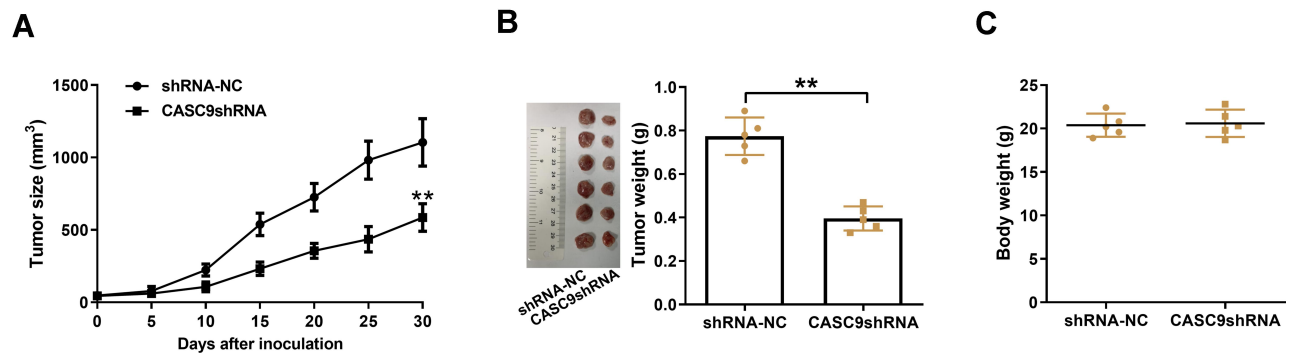 A
B
C
shRNA-NC
CASC9shRNA
Tumor size (mm³)
1500
1000
500
0
**
0 5 10 15 20 25 30
Days after inoculation
shRNA-NC
CASC9shRNA
Tumor weight (g)
1.0
0.8
0.6
0.4
0.2
0.0
**
shRNA-NC CASC9shRNA
Body weight (g)
25
20
15
10
5
0
shRNA-NC CASC9shRNA